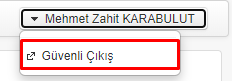 Mehmet Zahit KARABULUT
Güvenli Çıkış